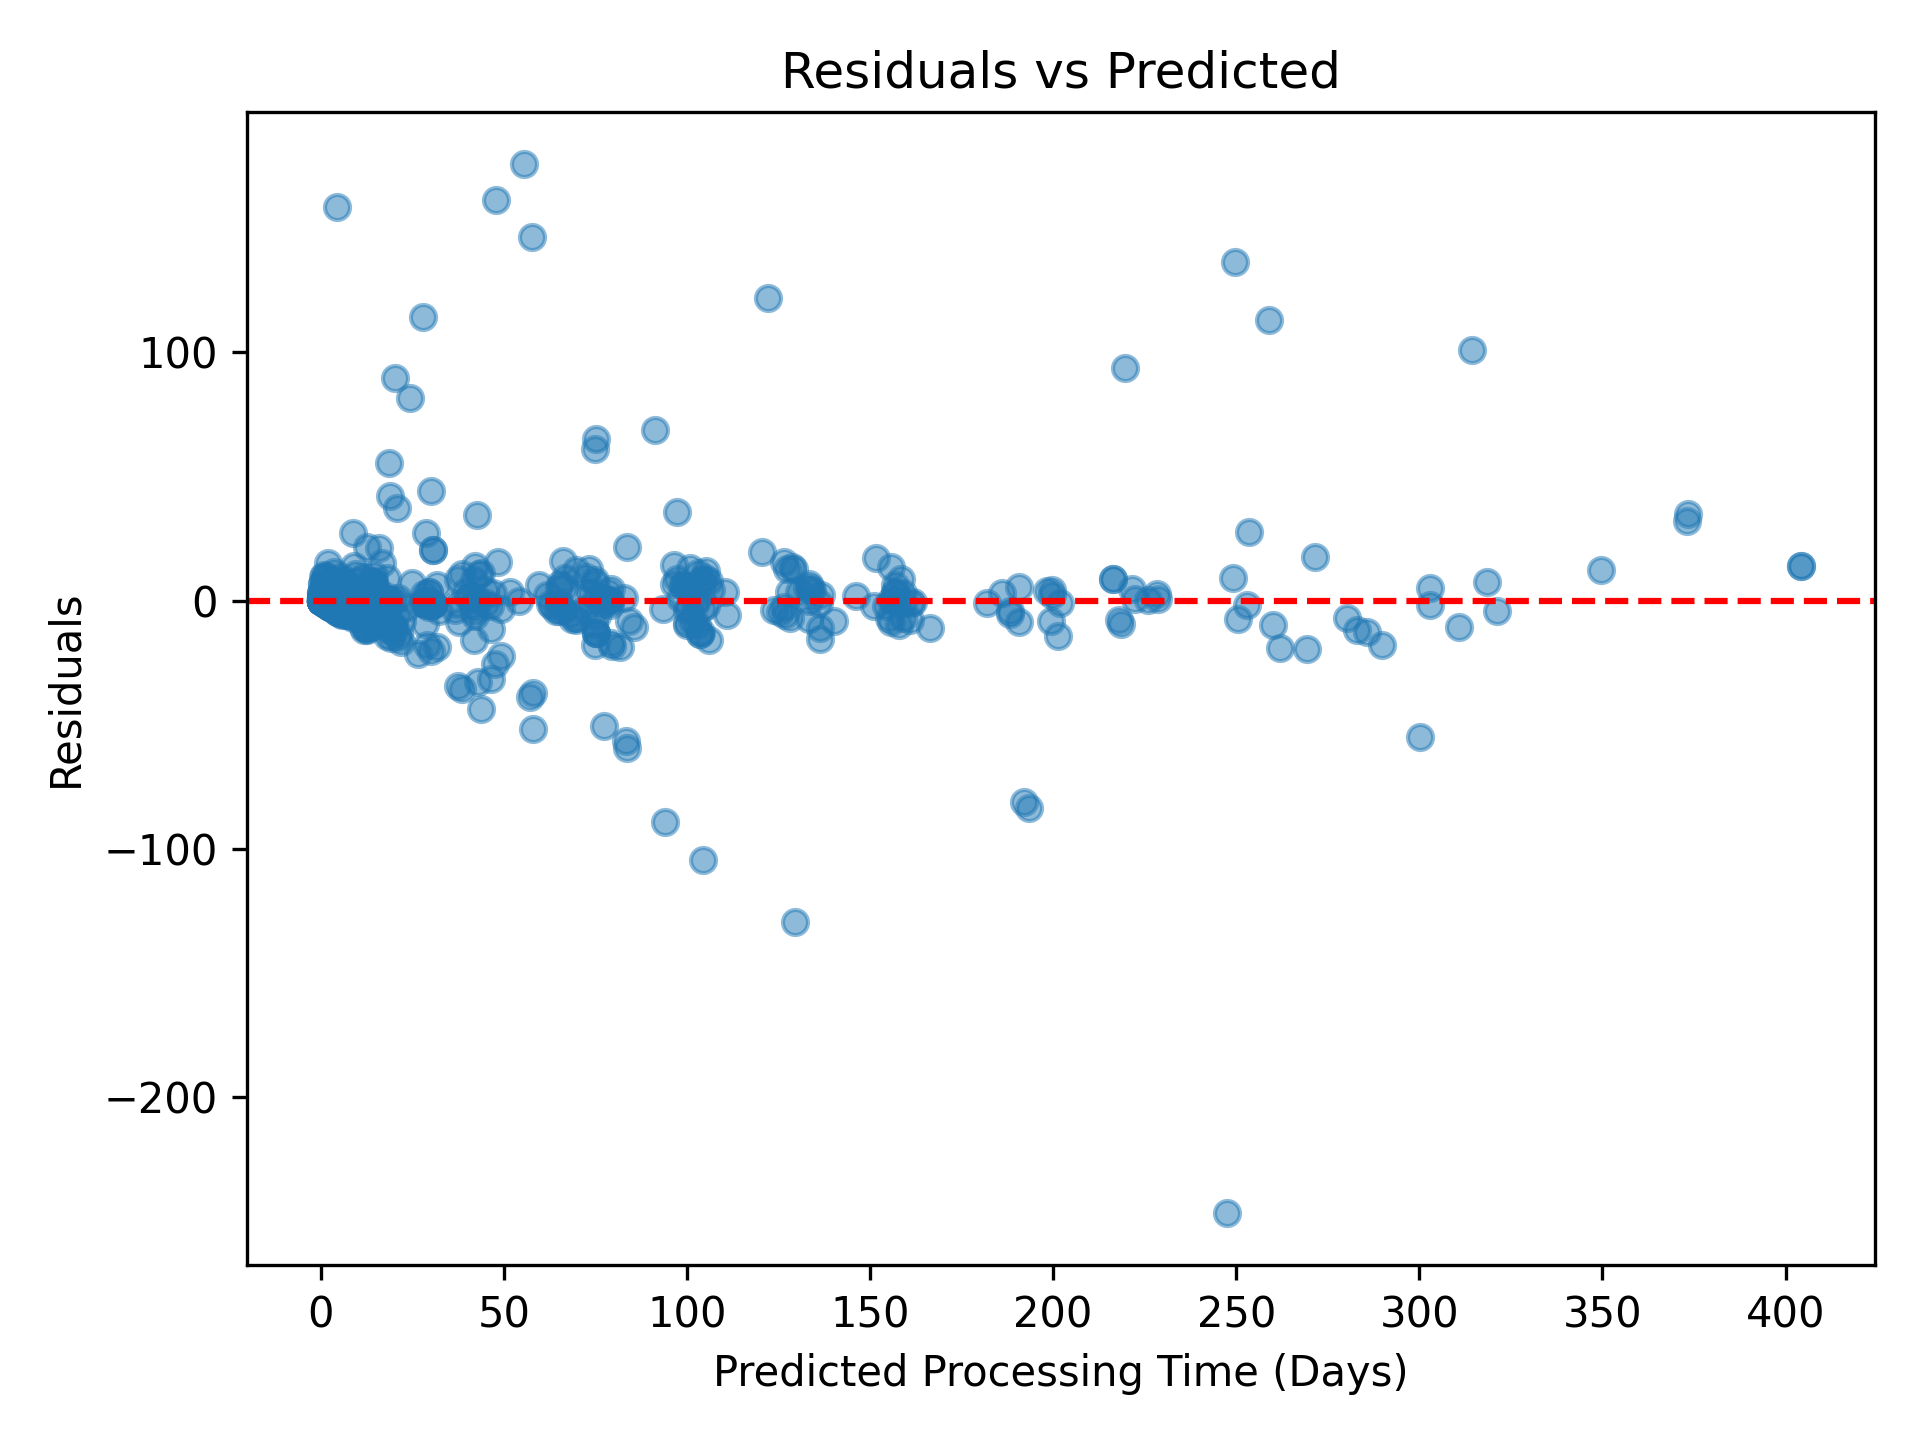 Residuals vs Predicted
Residuals
100
0
−100
−200
0 50 100 150 200 250 300 350 400
Predicted Processing Time (Days)